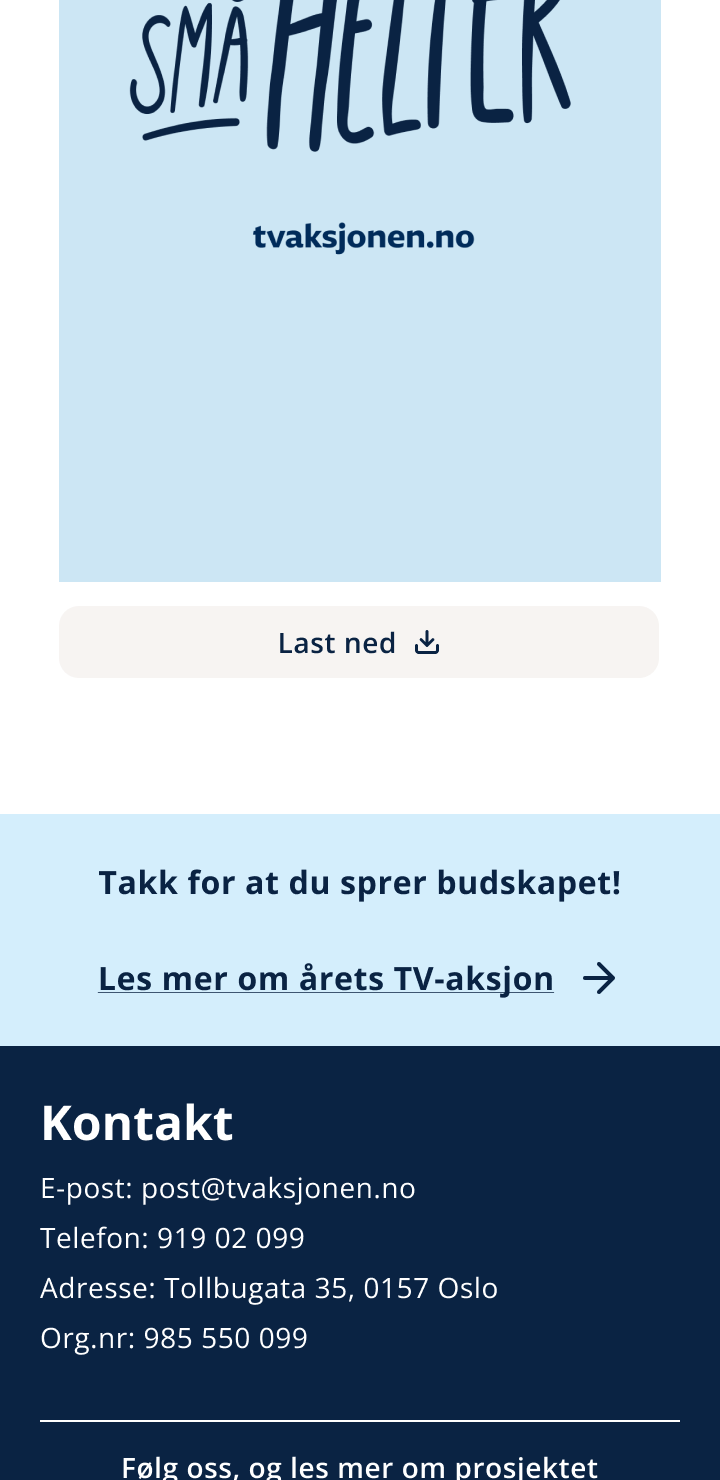 SMÅ HELTER
tvaksjonen.no
Last ned
Takk for at du sprer budskapet!
Les mer om årets TV-aksjon
Kontakt
E-post: post@tvaksjonen.no
Telefon: 919 02 099
Adresse: Tollbugata 35, 0157 Oslo
Org.nr: 985 550 099
Følg oss, og les mer om prosjektet